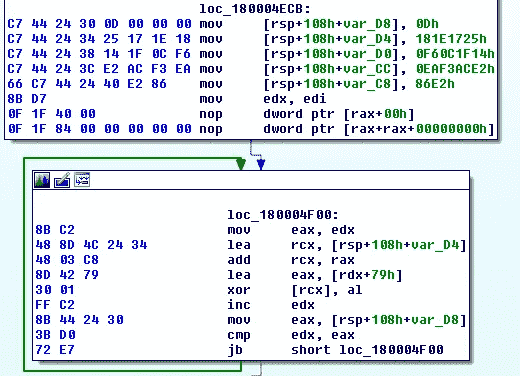 loc_180004ECB:
C7 44 24 30 0D 00 00 00 mov [rsp+108h+var_D8], 0Dh
C7 44 24 34 25 17 1E 18 mov [rsp+108h+var_D4], 181E1725h
C7 44 24 38 14 1F 0C F6 mov [rsp+108h+var_D0], 0F60C1F14h
C7 44 24 3C E2 AC F3 EA mov [rsp+108h+var_CC], 0EAF3ACE2h
66 C7 44 24 40 E2 86 mov [rsp+108h+var_C8], 86E2h
8B D7 mov edx, edi
0F 1F 40 00 nop dword ptr [rax+00h]
0F 1F 84 00 00 00 00 00 nop dword ptr [rax+rax+00000000h]
loc_180004F00:
8B C2 mov eax, edx
48 8D 4C 24 34 lea rcx, [rsp+108h+var_D4]
48 03 C8 add rcx, rax
8D 42 79 lea eax, [rdx+79h]
30 01 xor [rcx], al
FF C2 inc edx
8B 44 24 30 mov eax, [rsp+108h+var_D8]
3B D0 cmp edx, eax
72 E7 jb short loc_180004F00